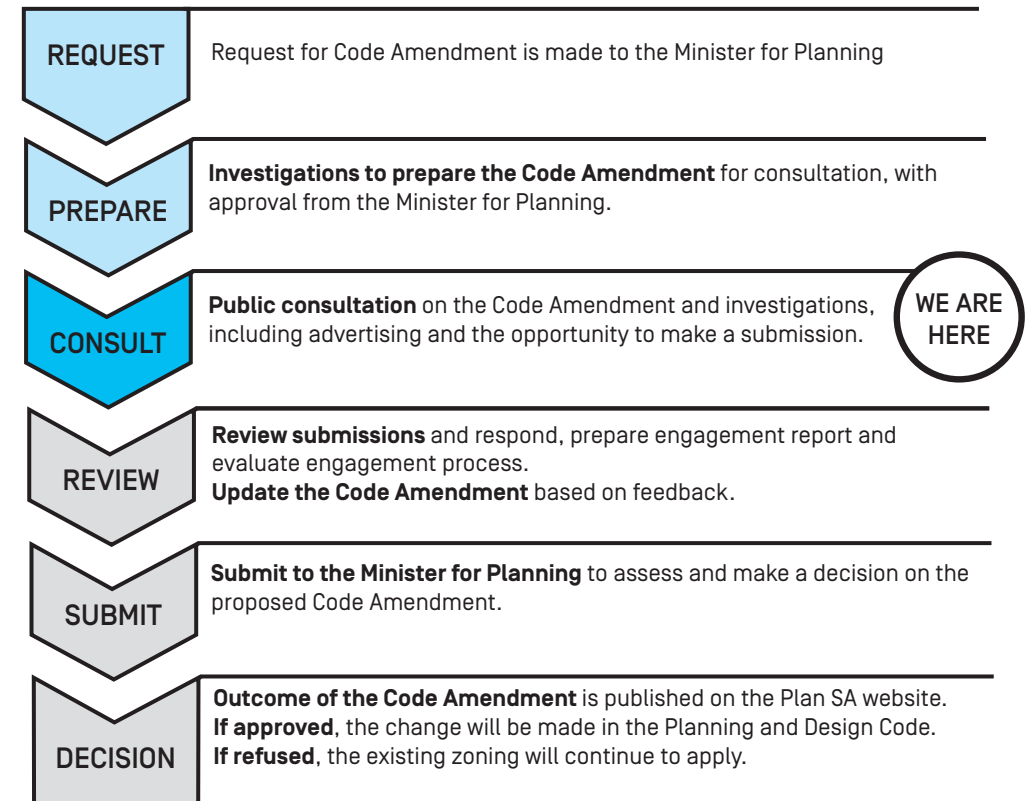 REQUEST
Request for Code Amendment is made to the Minister for Planning
PREPARE
Investigations to prepare the Code Amendment for consultation, with
approval from the Minister for Planning.
CONSULT
Public consultation on the Code Amendment and investigations,
including advertising and the opportunity to make a submission.
WE ARE
HERE
REVIEW
Review submissions and respond, prepare engagement report and
evaluate engagement process.
Update the Code Amendment based on feedback.
SUBMIT
Submit to the Minister for Planning to assess and make a decision on the
proposed Code Amendment.
DECISION
Outcome of the Code Amendment is published on the Plan SA website.
If approved, the change will be made in the Planning and Design Code.
If refused, the existing zoning will continue to apply.